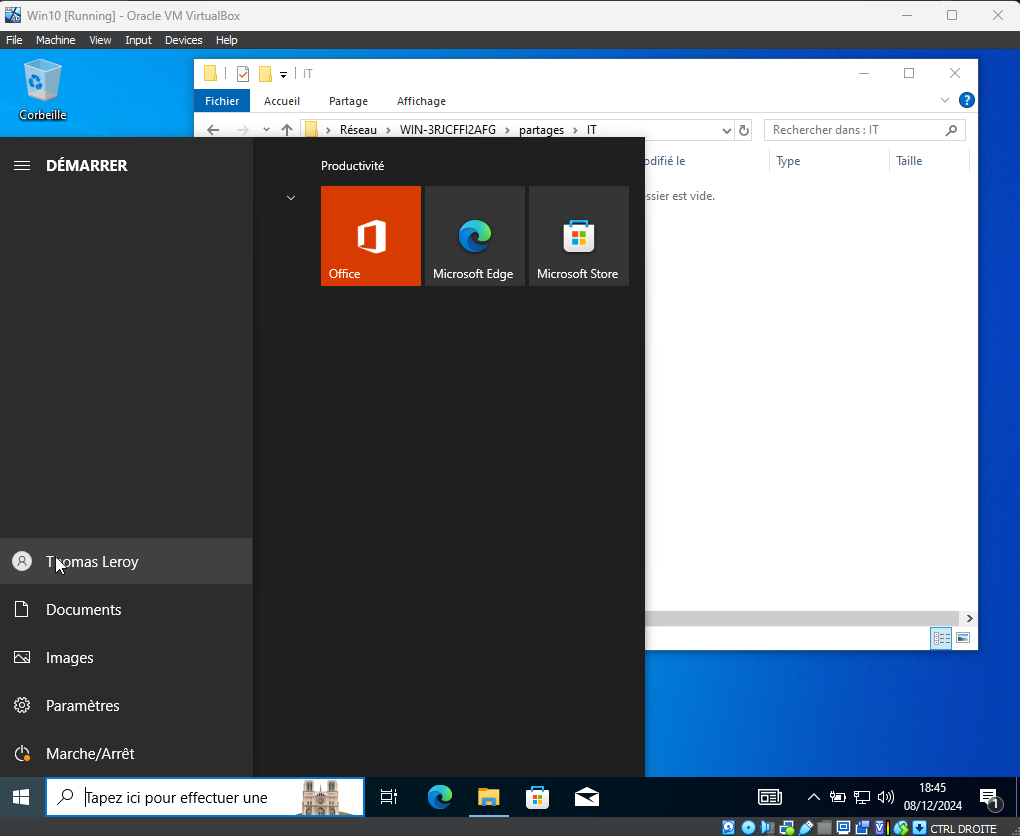 Win10 [Running] - Oracle VM VirtualBox
File Machine View Input Devices Help
Corbeille
IT
Fichier Accueil Partage Affichage
Réseau WIN-3RJCFFI2AFG partages IT
Rechercher dans : IT
odifié le Type Taille
ssier est vide.
DÉMARRER
Productivité
Office
Microsoft Edge
Microsoft Store
Thomas Leroy
Documents
Images
Paramètres
Marche/Arrêt
Tapez ici pour effectuer une
18:45
08/12/2024
1
CTRL DROITE